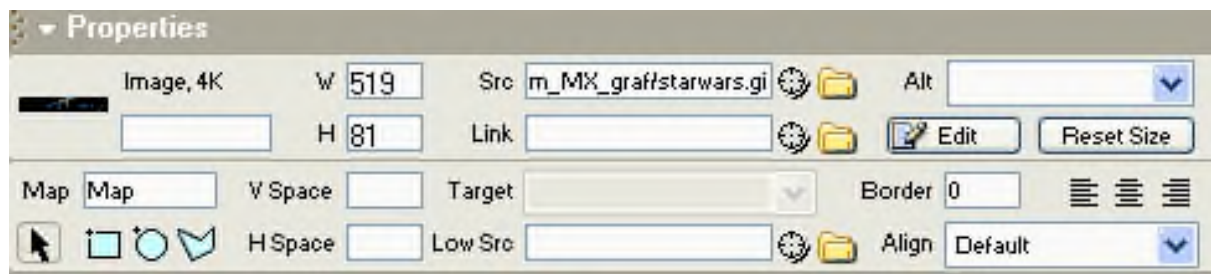 Properties
Image, 4K W 519 Src m_MX_graf/starwars.gi Alt
H 81 Link Edit Reset Size
Map Map V Space Target Border 0
H Space Low Src Align Default